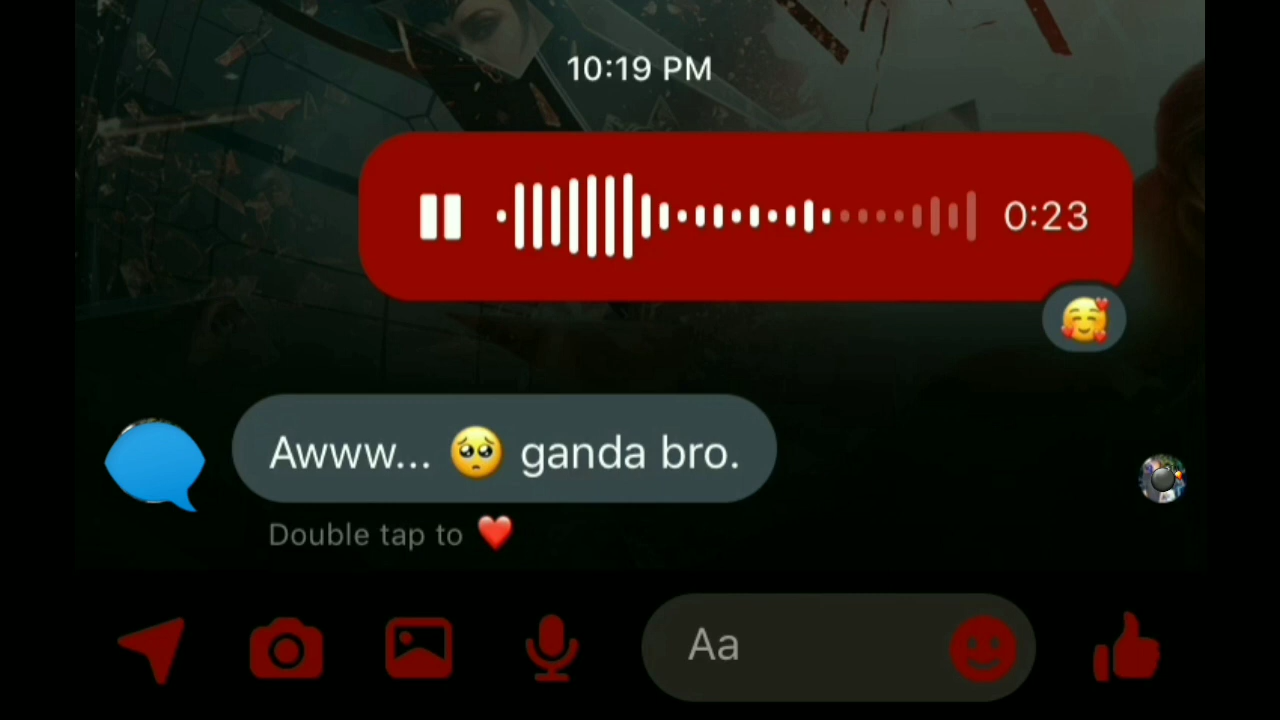 10:19 PM
0:23
Awww... 🥺 ganda bro.
Double tap to ❤️
Aa